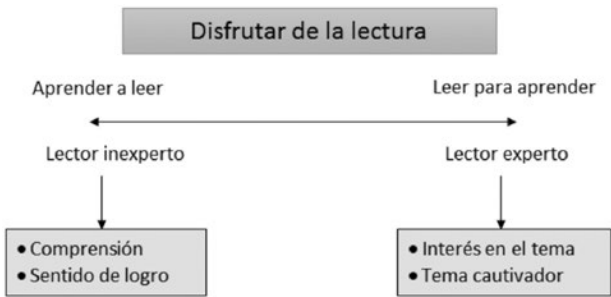 Disfrutar de la lectura
Aprender a leer
Leer para aprender
Lector inexperto
Lector experto
• Comprensión
• Sentido de logro
• Interés en el tema
• Tema cautivador